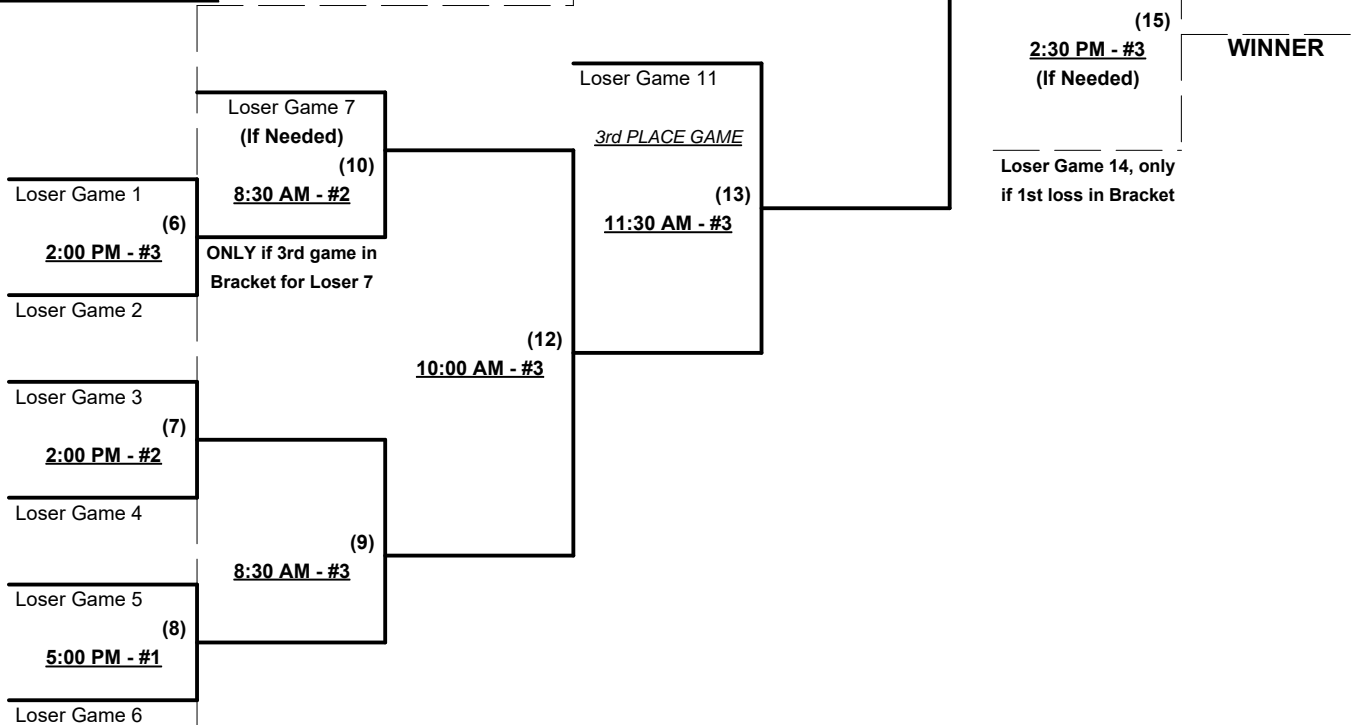 (15)
2:30 PM - #3
(If Needed)
WINNER
Loser Game 14, only
if 1st loss in Bracket
Loser Game 11
3rd PLACE GAME
(13)
11:30 AM - #3
Loser Game 7
(If Needed)
(10)
8:30 AM - #2
ONLY if 3rd game in
Bracket for Loser 7
Loser Game 1
(6)
2:00 PM - #3
Loser Game 2
(12)
10:00 AM - #3
Loser Game 3
(7)
2:00 PM - #2
Loser Game 4
(9)
8:30 AM - #3
Loser Game 5
(8)
5:00 PM - #1
Loser Game 6